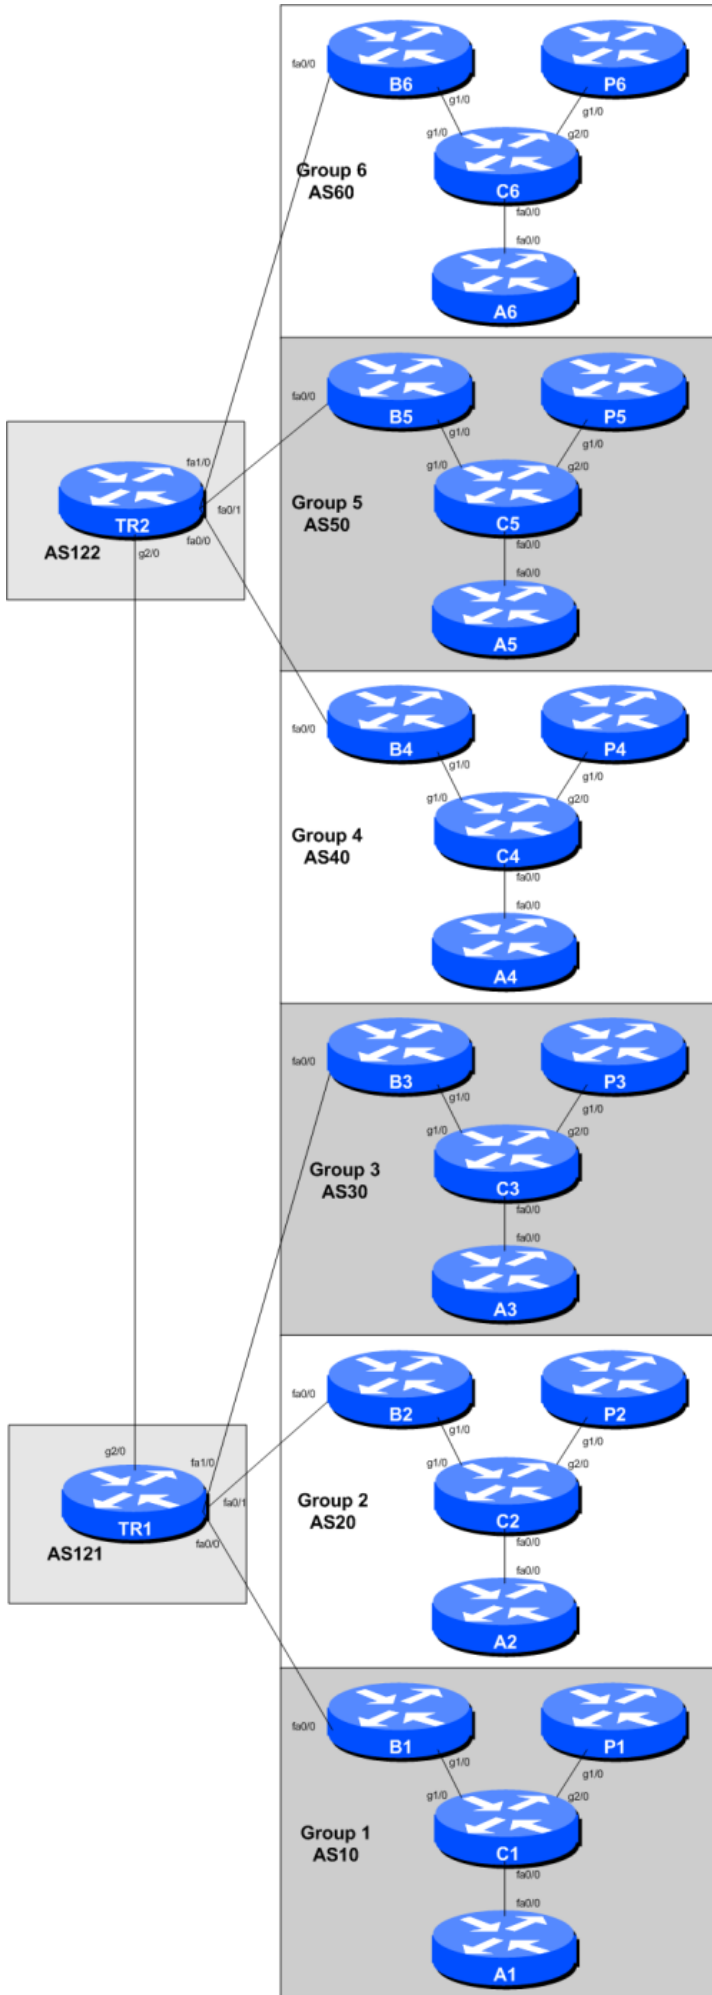 fa0/0
B6
P6
g1/0
g1/0
g1/0
g2/0
Group 6
AS60
C6
fa0/0
fa0/0
A6
fa0/0
B5
P5
g1/0
g1/0
g1/0
g2/0
Group 5
AS50
C5
fa0/0
fa0/0
A5
fa1/0
fa0/1
TR2
fa0/0
AS122
g2/0
fa0/0
B4
P4
g1/0
g1/0
g1/0
g2/0
Group 4
AS40
C4
fa0/0
fa0/0
A4
fa0/0
B3
P3
g1/0
g1/0
g1/0
g2/0
Group 3
AS30
C3
fa0/0
fa0/0
A3
fa0/0
B2
P2
g1/0
g1/0
g1/0
g2/0
Group 2
AS20
C2
fa0/0
fa0/0
A2
g2/0
fa1/0
fa0/1
TR1
fa0/0
AS121
fa0/0
B1
P1
g1/0
g1/0
g1/0
g2/0
Group 1
AS10
C1
fa0/0
fa0/0
A1